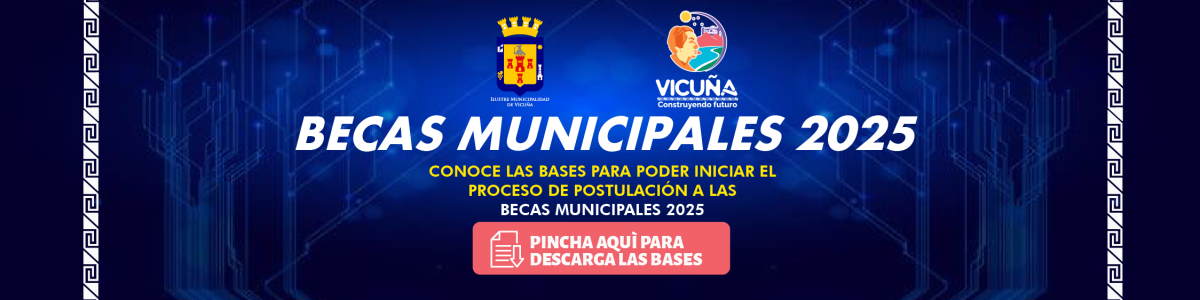 ILUSTRE MUNICIPALIDAD
DE VICUÑA
VICUÑA
Construyendo futuro
BECAS MUNICIPALES 2025
CONOCE LAS BASES PARA PODER INICIAR EL
PROCESO DE POSTULACIÓN A LAS
BECAS MUNICIPALES 2025
PINCHA AQUÌ PARA
DESCARGA LAS BASES